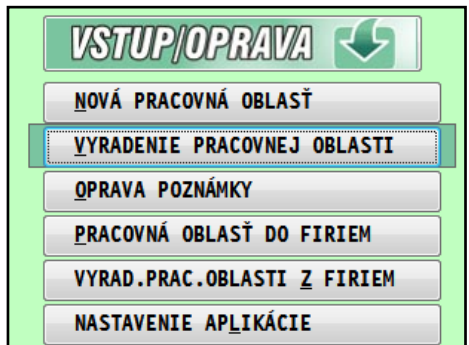 VSTUP/OPRAVA
NOVÁ PRACOVNÁ OBLASŤ
VYRADENIE PRACOVNEJ OBLASTI
OPRAVA POZNÁMKY
PRACOVNÁ OBLASŤ DO FIRIEM
VYRAD.PRAC.OBLASTI Z FIRIEM
NASTAVENIE APLIKÁCIE